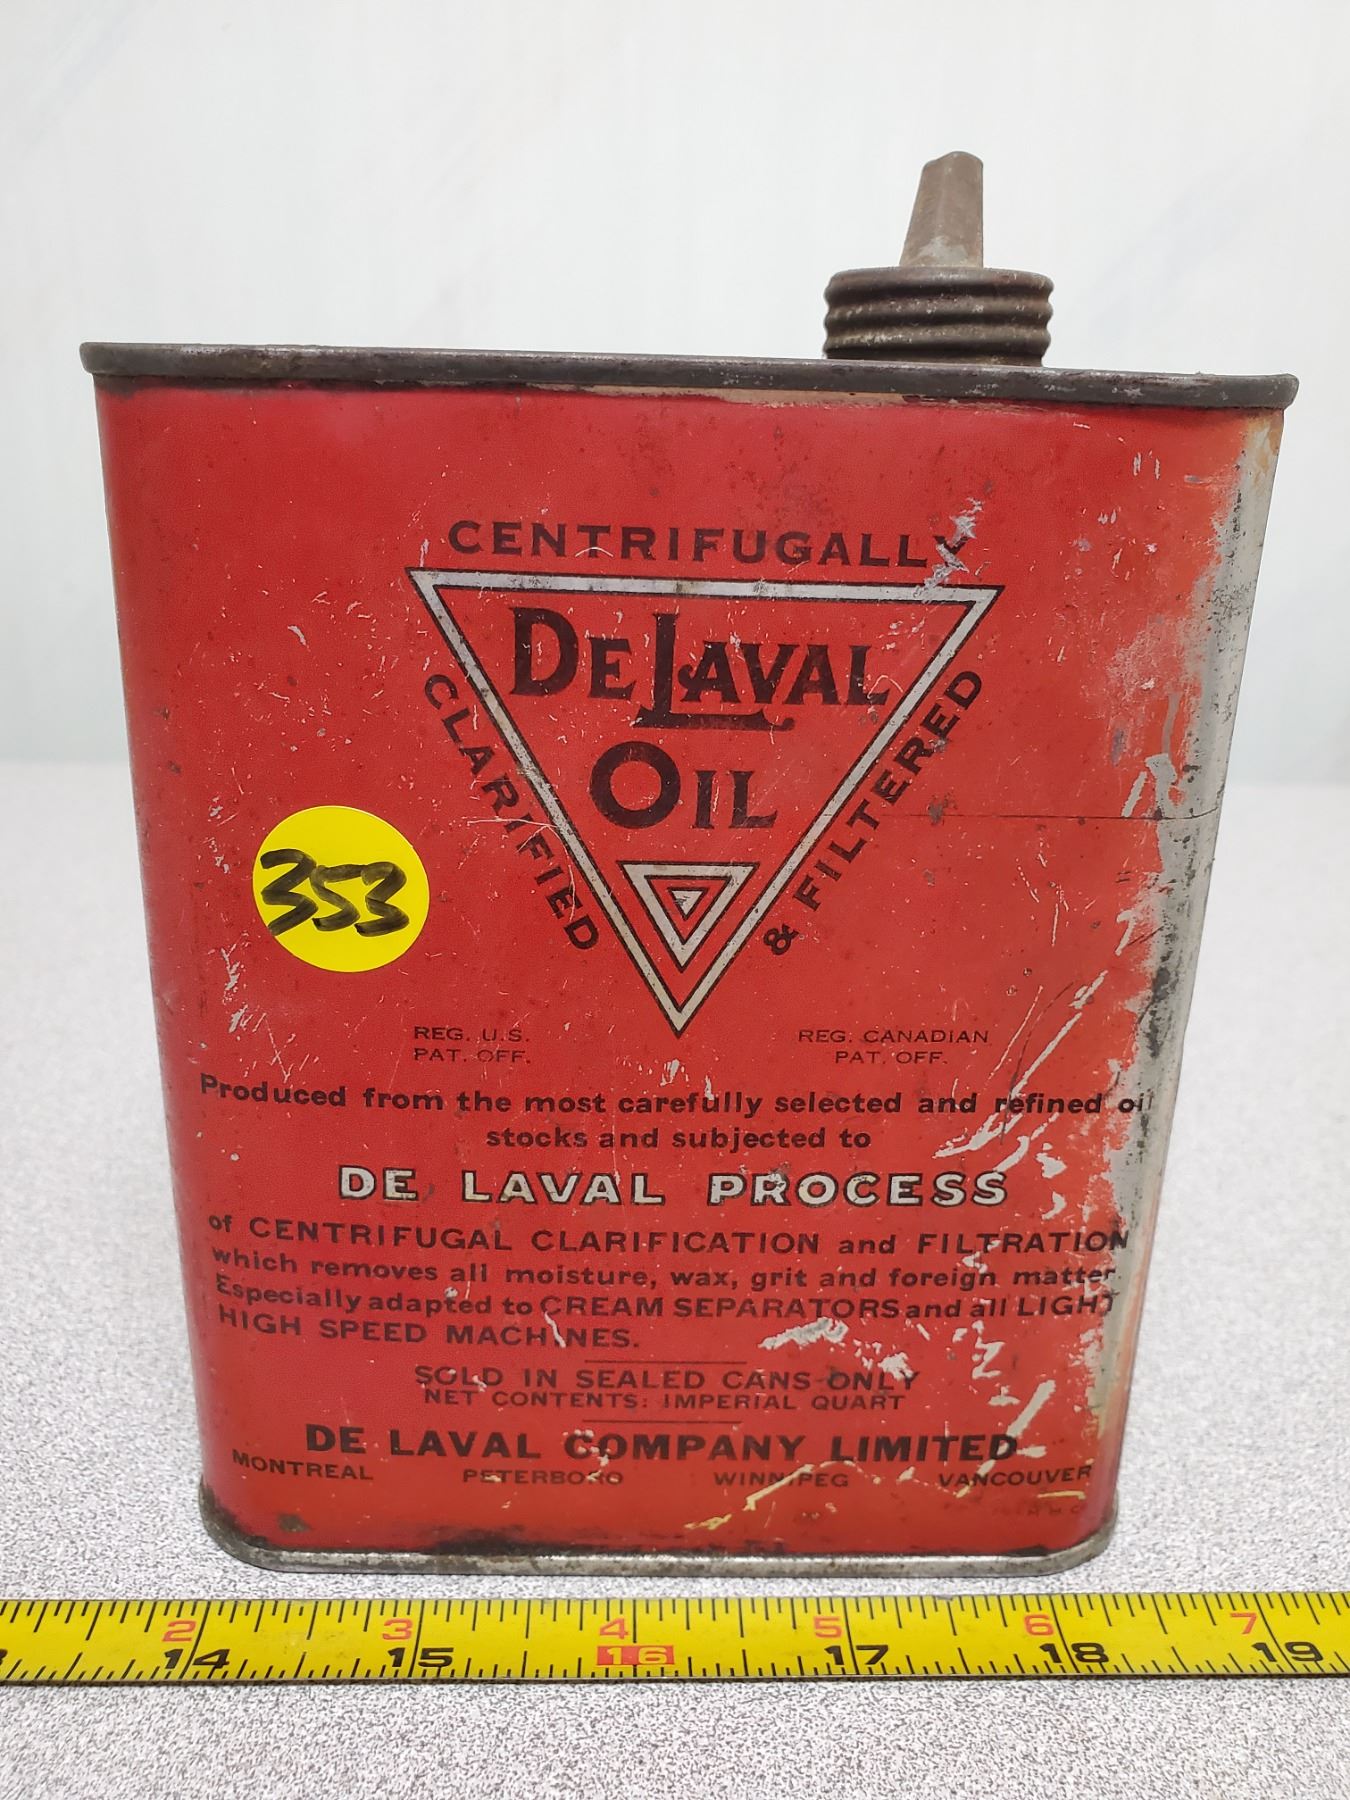 CENTRIFUGALLY
DE LAVAL
OIL
CLARIFIED
& FILTERED
353
REG. U.S.
PAT. OFF.
REG. CANADIAN
PAT. OFF.
Produced from the most carefully selected and refined oil
stocks and subjected to
DE LAVAL PROCESS
of CENTRIFUGAL CLARIFICATION and FILTRATION
which removes all moisture, wax, grit and foreign matter.
Especially adapted to CREAM SEPARATORS and all LIGHT
HIGH SPEED MACHINES.
SOLD IN SEALED CANS ONLY
NET CONTENTS: IMPERIAL QUART
DE LAVAL COMPANY LIMITED
MONTREAL PETERBORO WINNIPEG VANCOUVER
2 3 4 5 6 7
14 15 16 17 18 19